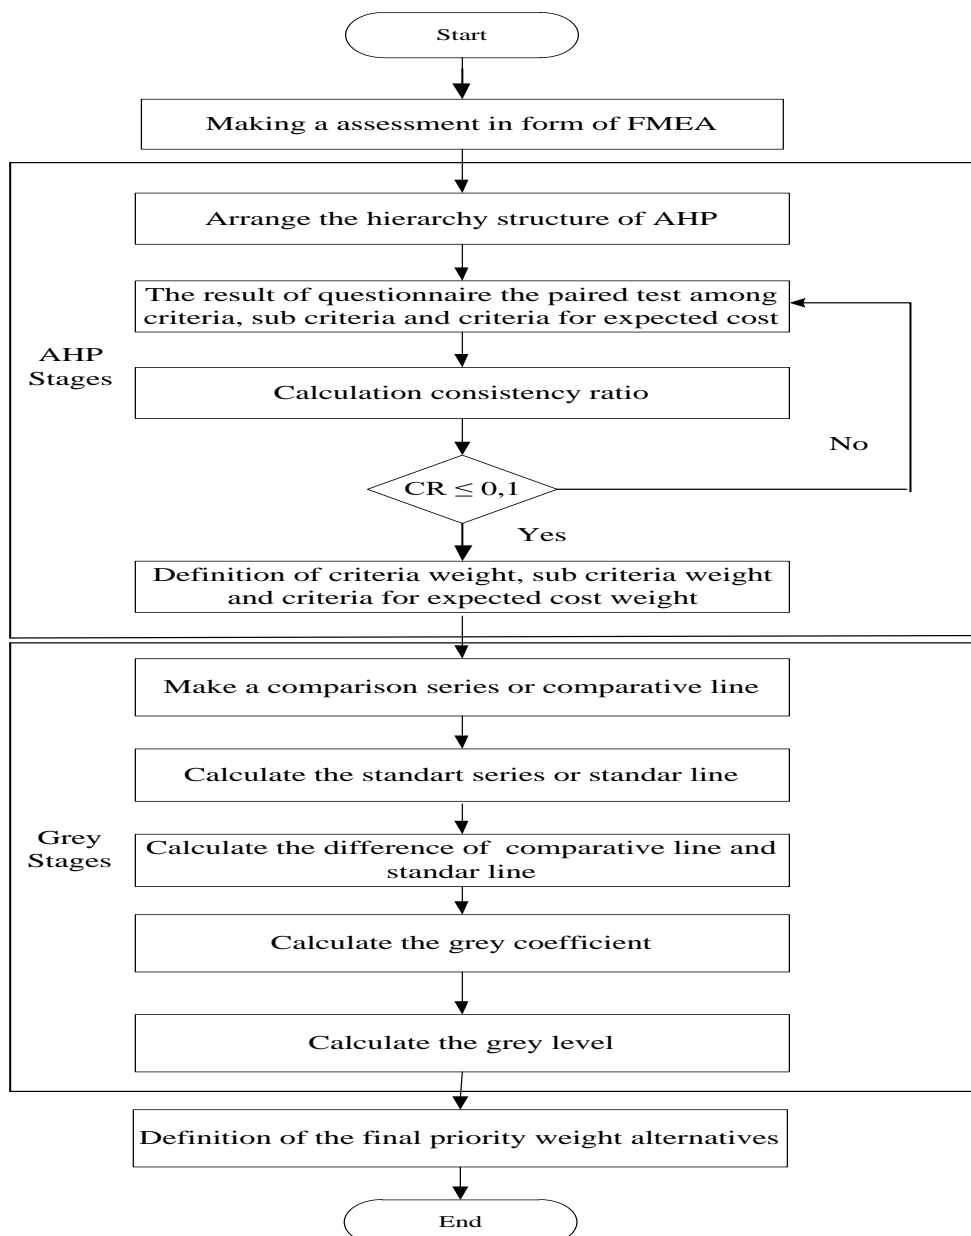 Start
Making a assessment in form of FMEA
Arrange the hierarchy structure of AHP
The result of questionnaire the paired test among
criteria, sub criteria and criteria for expected cost
AHP
Stages
Calculation consistency ratio
No
CR ≤ 0,1
Yes
Definition of criteria weight, sub criteria weight
and criteria for expected cost weight
Make a comparison series or comparative line
Calculate the standart series or standar line
Grey
Stages
Calculate the difference of comparative line and
standar line
Calculate the grey coefficient
Calculate the grey level
Definition of the final priority weight alternatives
End